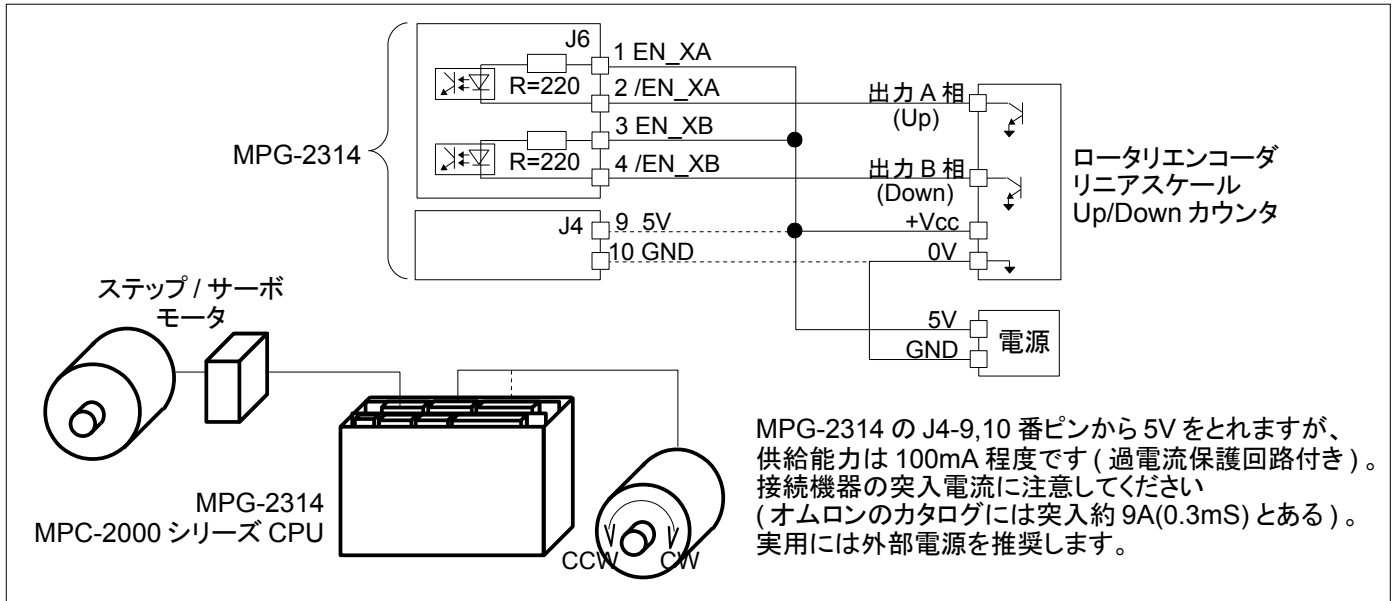 J6
1 EN_XA
R=220
2 /EN_XA
3 EN_XB
R=220
4 /EN_XB
MPG-2314
J4
9 5V
10 GND
出力 A 相
(Up)
出力 B 相
(Down)
+Vcc
0V
ロータリエンコーダ
リニアスケール
Up/Down カウンタ
5V
GND
電源
ステップ / サーボ
モータ
MPG-2314
MPC-2000 シリーズ CPU
CCW
CW
MPG-2314 の J4-9,10 番ピンから 5V をとれますが、
供給能力は 100mA 程度です ( 過電流保護回路付き ) 。
接続機器の突入電流に注意してください
( オムロンのカタログには突入約 9A(0.3mS) とある ) 。
実用には外部電源を推奨します。